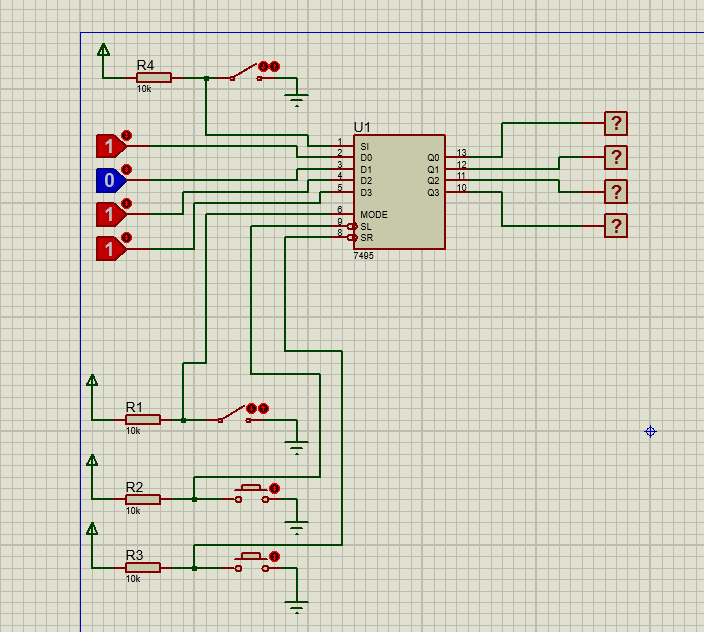 R4
10k
1
0
1
1
U1
7495
1 SI
2 D0
3 D1
4 D2
5 D3
6 MODE
9 SL
8 SR
Q0 13
Q1 12
Q2 11
Q3 10
?
?
?
?
R1
10k
R2
10k
R3
10k